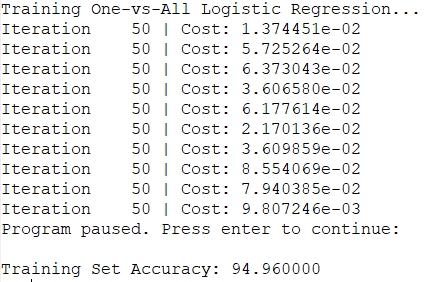 Training One-vs-All Logistic Regression...
Iteration    50 | Cost: 1.374451e-02
Iteration    50 | Cost: 5.725264e-02
Iteration    50 | Cost: 6.373043e-02
Iteration    50 | Cost: 3.606580e-02
Iteration    50 | Cost: 6.177614e-02
Iteration    50 | Cost: 2.170136e-02
Iteration    50 | Cost: 3.609859e-02
Iteration    50 | Cost: 8.554069e-02
Iteration    50 | Cost: 7.940385e-02
Iteration    50 | Cost: 9.807246e-03
Program paused. Press enter to continue:
Training Set Accuracy: 94.960000